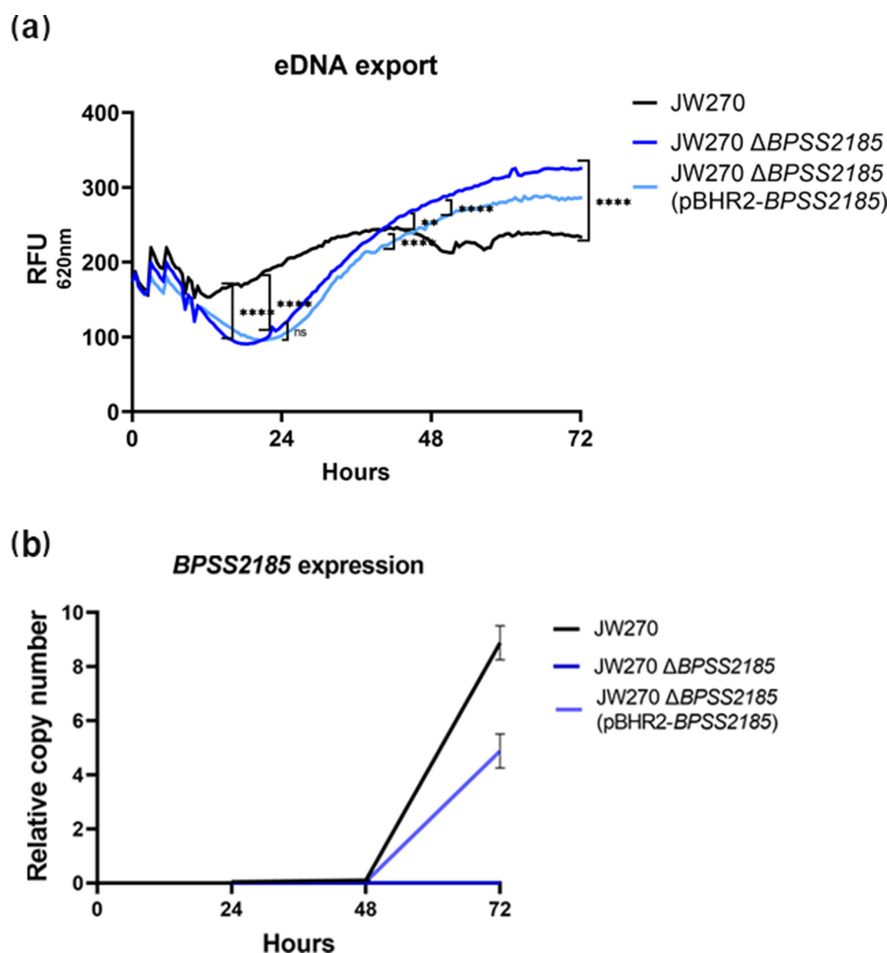 (a)
eDNA export
400
300
200
100
0
RFU
620nm
0
24
48
72
Hours
****
****
ns
****
**
****
****
JW270
JW270 ΔBPSS2185
JW270 ΔBPSS2185
(pBHR2-BPSS2185)
(b)
BPSS2185 expression
10
8
6
4
2
0
Relative copy number
0
24
48
72
Hours
JW270
JW270 ΔBPSS2185
JW270 ΔBPSS2185
(pBHR2-BPSS2185)